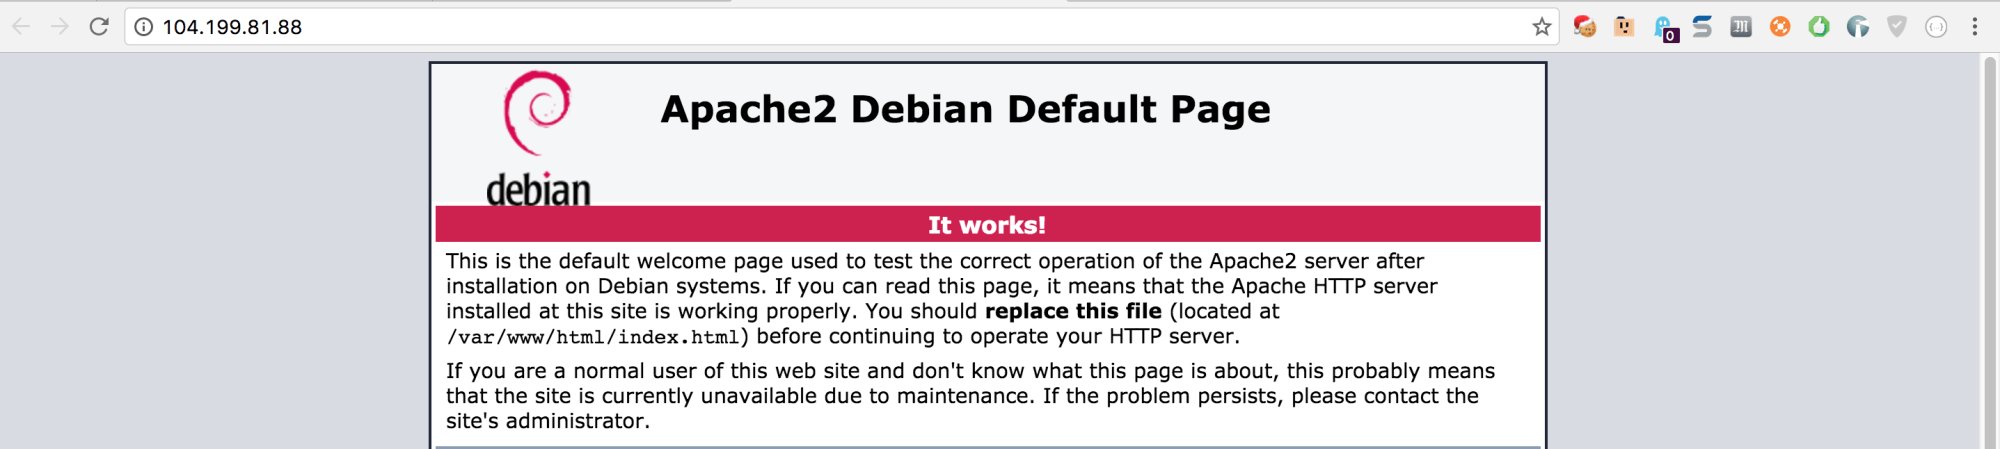 104.199.81.88
0
debian
Apache2 Debian Default Page
It works!
This is the default welcome page used to test the correct operation of the Apache2 server after
installation on Debian systems. If you can read this page, it means that the Apache HTTP server
installed at this site is working properly. You should replace this file (located at
/var/www/html/index.html) before continuing to operate your HTTP server.
If you are a normal user of this web site and don't know what this page is about, this probably means
that the site is currently unavailable due to maintenance. If the problem persists, please contact the
site's administrator.